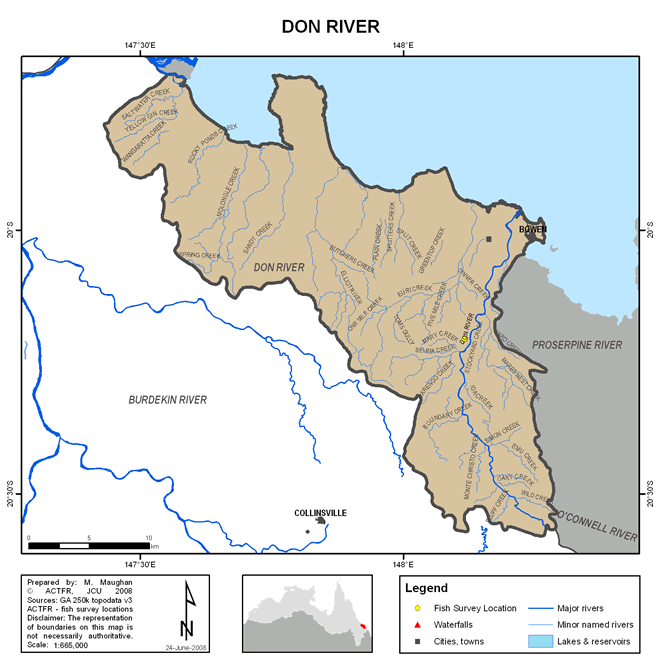 DON RIVER
147°30'E
148°E
SALTWATER CREEK
YELLOW GIN CREEK
WANGARATTA CREEK
ROCKY PONDS CREEK
MOLONGLE CREEK
SANDY CREEK
SPRING CREEK
DON RIVER
BUTCHERS CREEK
PLAIN CREEK
SPLITTERS CREEK
SPLIT CREEK
GREENTOP CREEK
BOWEN
20°S
20°S
ELLIOT RIVER
ONE MILE CREEK
EURI CREEK
TOMS GULLY
FIVE MILE CREEK
DINNER CREEK
MARY CREEK
SELINA CREEK
DON RIVER
STOCKYARD CREEK
PROSERPINE RIVER
BURDEKIN RIVER
BOUNDARY CREEK
SIMON CREEK
EMU CREEK
MONTE CHRISTO CREEK
OAKY CREEK
WILD CREEK
20°30'S
20°30'S
COLLINSVILLE
O'CONNELL RIVER
0 5 10
km
147°30'E
148°E
Prepared by: M. Maughan
© ACTFR, JCU 2008
Sources: GA 250k topodata v3
ACTFR - fish survey locations
Disclaimer: The representation
of boundaries on this map is
not necessarily authoritative.
Scale: 1:665,000
N
24-June-2008
Legend
Fish Survey Location
Waterfalls
Cities, towns
Major rivers
Minor named rivers
Lakes & reservoirs